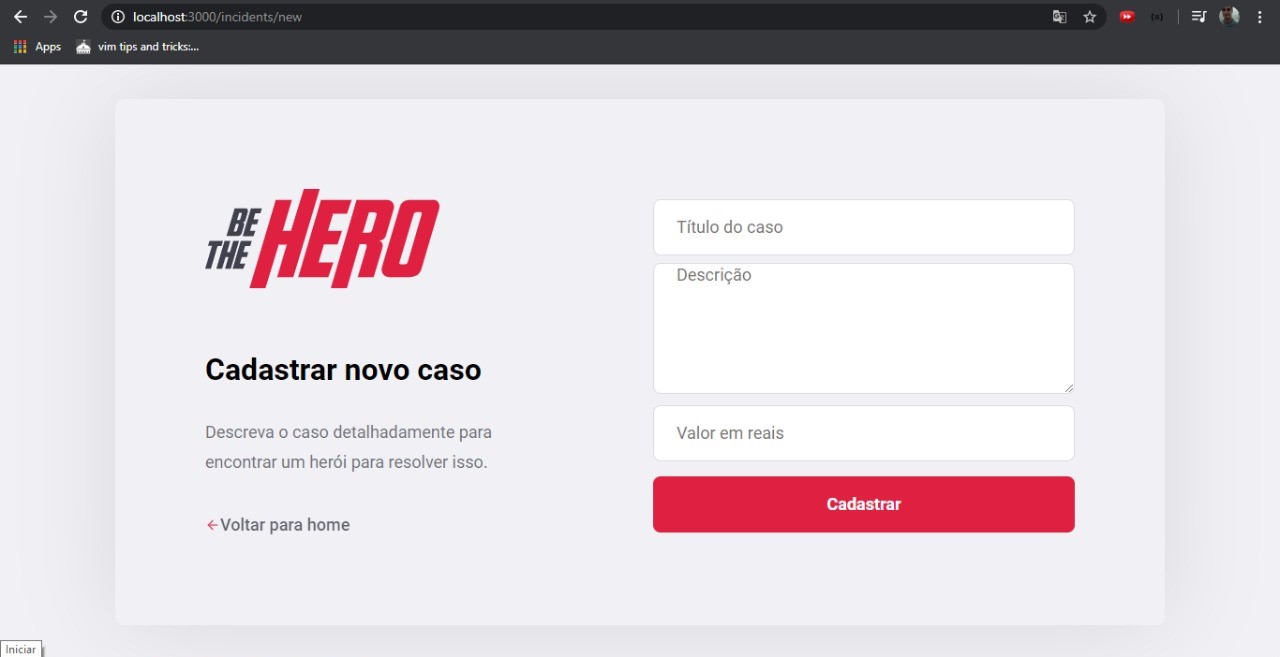 localhost:3000/incidents/new
Apps
vim tips and tricks:...
BE
THE
HERO
Cadastrar novo caso
Descreva o caso detalhadamente para
encontrar um herói para resolver isso.
Voltar para home
Título do caso
Descrição
Valor em reais
Cadastrar
Iniciar